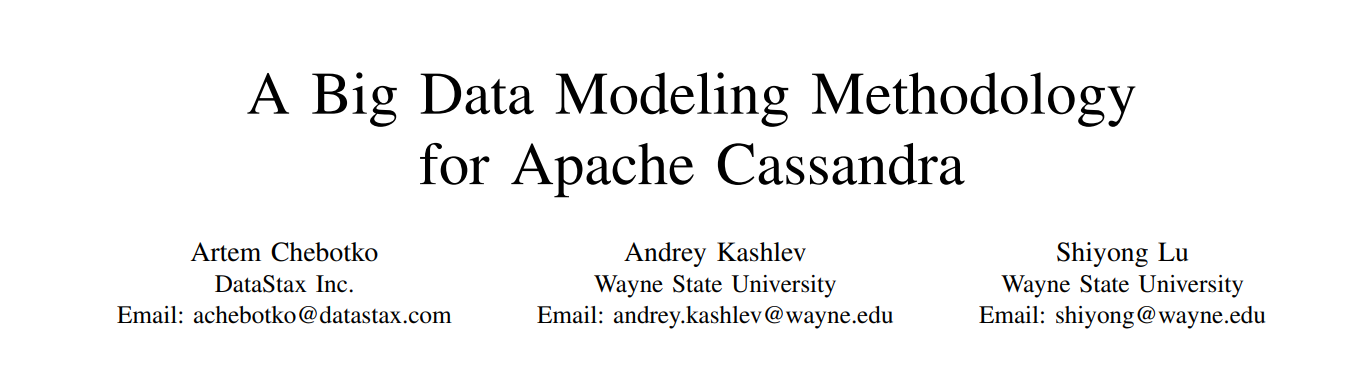 A Big Data Modeling Methodology
for Apache Cassandra
Artem Chebotko
DataStax Inc.
Email: achebotko@datastax.com
Andrey Kashlev
Wayne State University
Email: andrey.kashlev@wayne.edu
Shiyong Lu
Wayne State University
Email: shiyong@wayne.edu